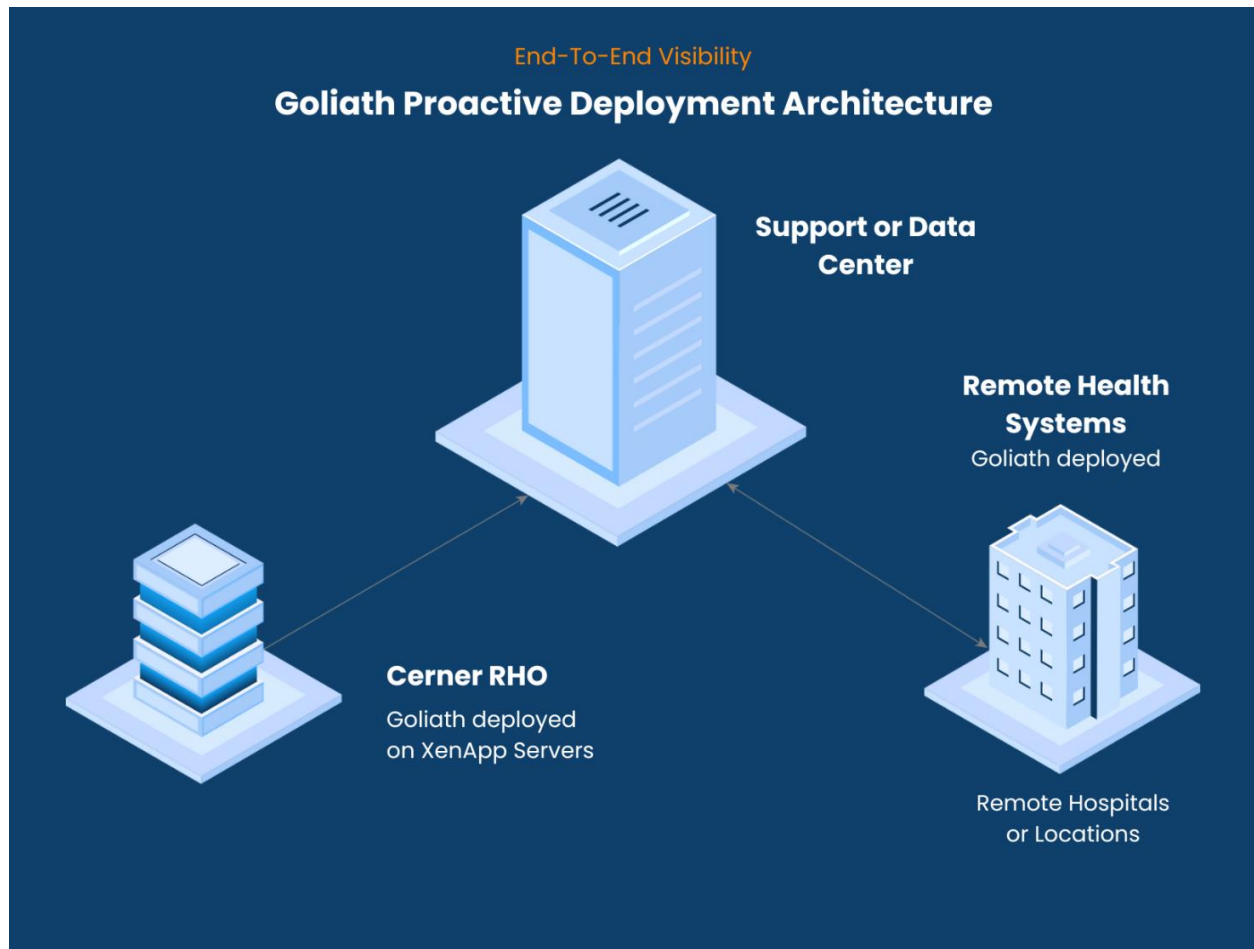 End-To-End Visibility
Goliath Proactive Deployment Architecture
Support or Data
Center
Remote Health
Systems
Goliath deployed
Cerner RHO
Goliath deployed
on XenApp Servers
Remote Hospitals
or Locations